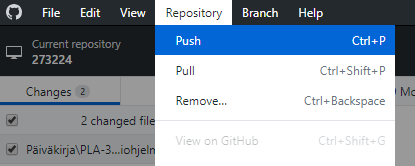 File Edit View Repository Branch Help
Current repository
273224
Push Ctrl+P
Pull Ctrl+Shift+P
Remove... Ctrl+Backspace
View on GitHub Ctrl+Shift+G
Changes 2
2 changed file
Päiväkirja\PLA-3...iohjelm